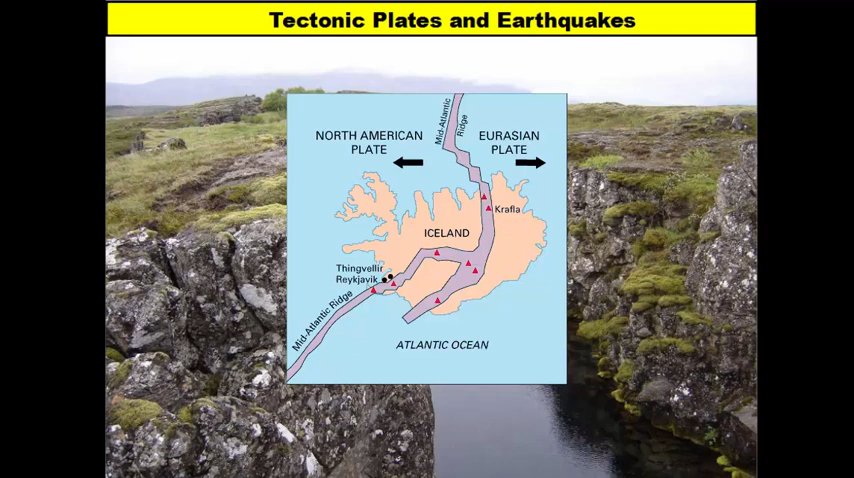 Tectonic Plates and Earthquakes
Mid-Atlantic
Ridge
NORTH AMERICAN
PLATE
EURASIAN
PLATE
Krafla
ICELAND
Thingvellir
Reykjavik
Mid-Atlantic Ridge
ATLANTIC OCEAN